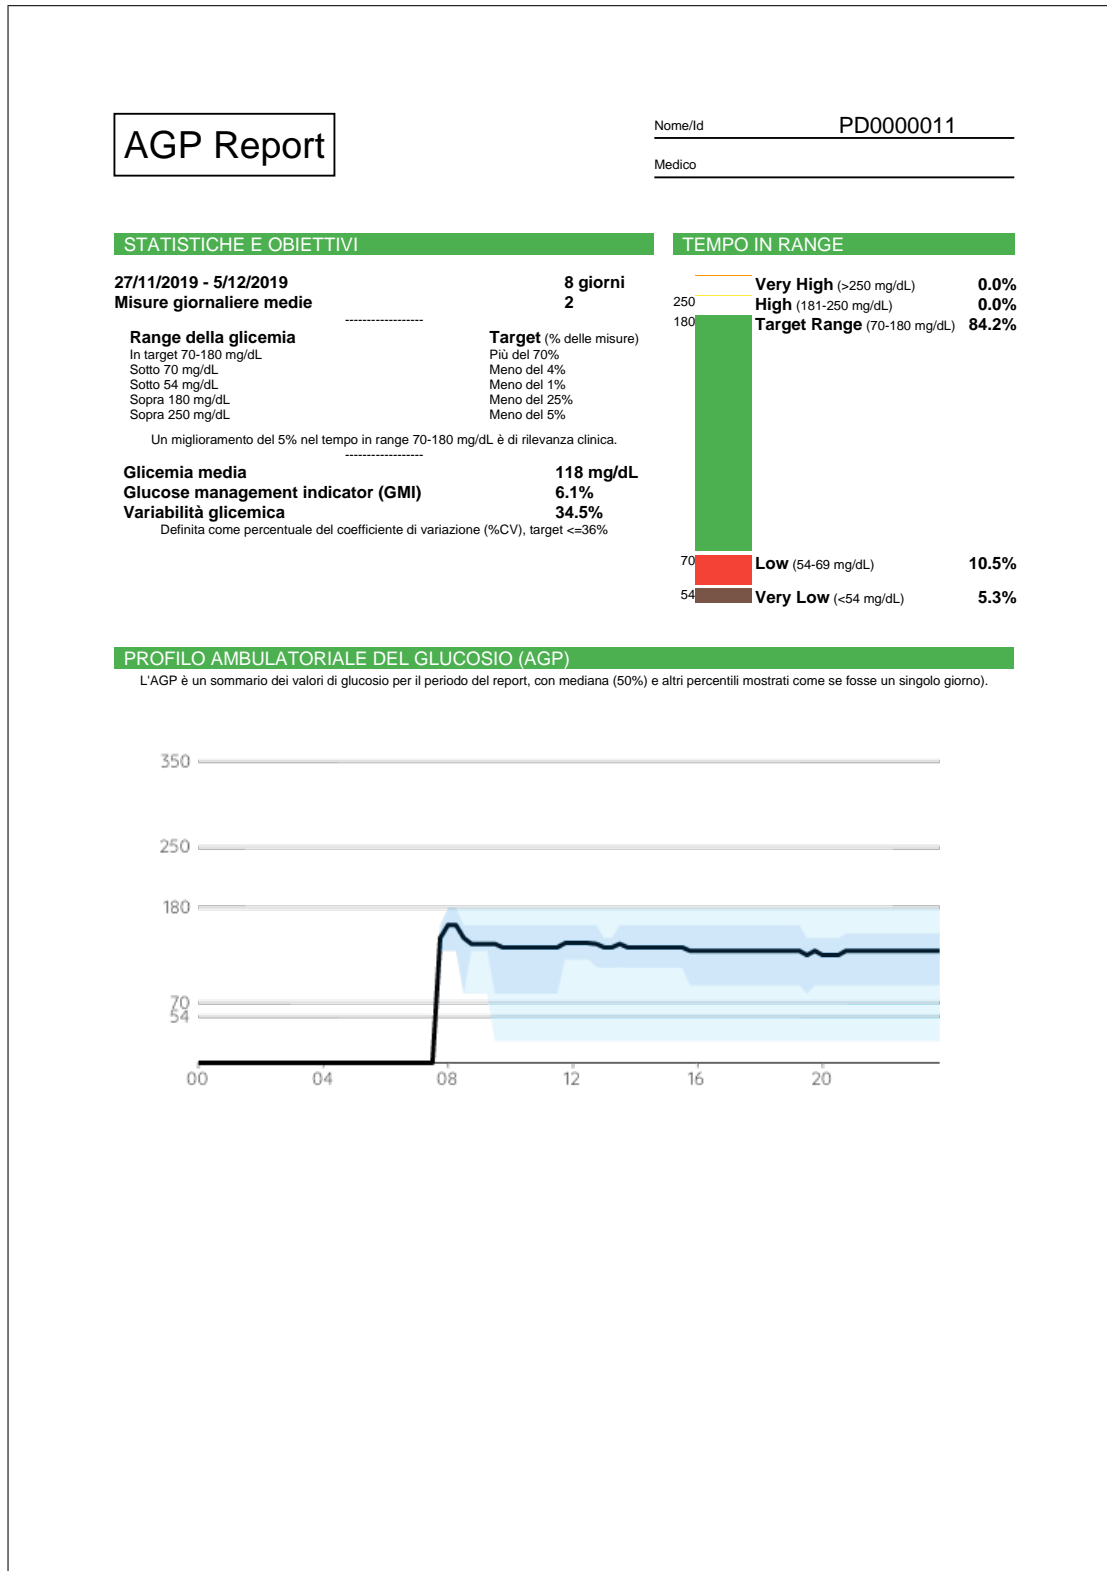 AGP Report
Nome/Id PD0000011
Medico
STATISTICHE E OBIETTIVI
27/11/2019 - 5/12/2019 8 giorni
Misure giornaliere medie 2
------------------
Range della glicemia Target (% delle misure)
In target 70-180 mg/dL Più del 70%
Sotto 70 mg/dL Meno del 4%
Sotto 54 mg/dL Meno del 1%
Sopra 180 mg/dL Meno del 25%
Sopra 250 mg/dL Meno del 5%
Un miglioramento del 5% nel tempo in range 70-180 mg/dL è di rilevanza clinica.
------------------
Glicemia media 118 mg/dL
Glucose management indicator (GMI) 6.1%
Variabilità glicemica 34.5%
Definita come percentuale del coefficiente di variazione (%CV), target <=36%
TEMPO IN RANGE
Very High (>250 mg/dL) 0.0%
250 High (181-250 mg/dL) 0.0%
180 Target Range (70-180 mg/dL) 84.2%
70 Low (54-69 mg/dL) 10.5%
54 Very Low (<54 mg/dL) 5.3%
PROFILO AMBULATORIALE DEL GLUCOSIO (AGP)
L'AGP è un sommario dei valori di glucosio per il periodo del report, con mediana (50%) e altri percentili mostrati come se fosse un singolo giorno).
350
250
180
70
54
00 04 08 12 16 20